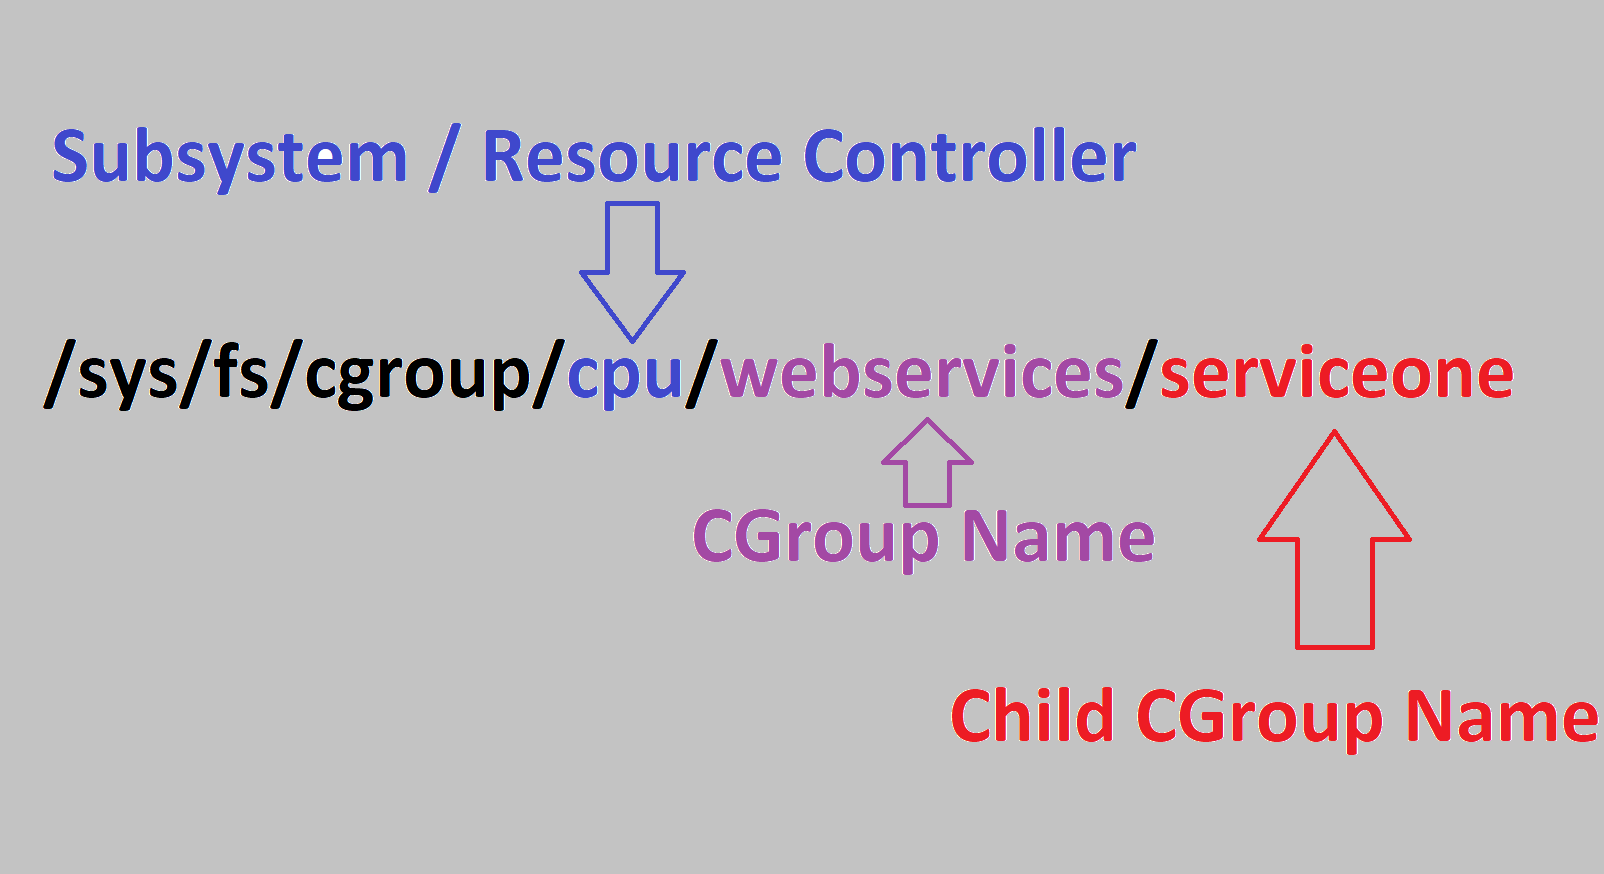 Subsystem / Resource Controller
/sys/fs/cgroup/cpu/webservices/serviceone
CGroup Name
Child CGroup Name